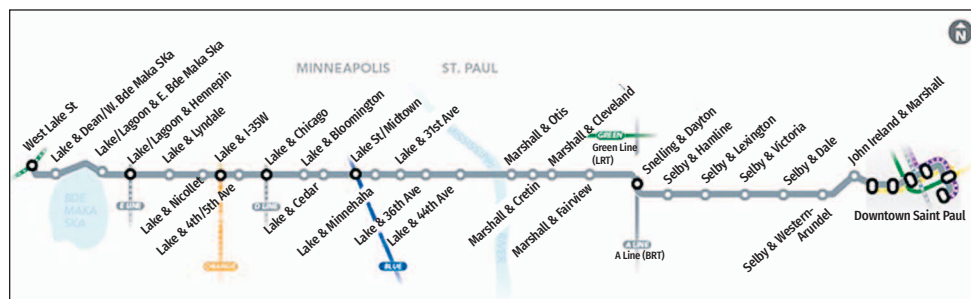 MINNEAPOLIS
ST. PAUL
N
West Lake St
Lake & Dean/W. Bde Maka SKa
Lake/Lagoon & E. Bde Maka Ska
Lake/Lagoon & Hennepin
Lake & Lyndale
Lake & Nicollet
Lake & I-35W
Lake & 4th/5th Ave
Lake & Chicago
Lake & Cedar
Lake & Bloomington
Lake St/Midtown
Lake & Minnehaha
Lake & 31st Ave
Lake & 36th Ave
Lake & 44th Ave
Marshall & Otis
Marshall & Cretin
Marshall & Cleveland
Marshall & Fairview
Snelling & Dayton
Selby & Hamline
Selby & Lexington
Selby & Victoria
Selby & Dale
Selby & Western-
Arundel
John Ireland & Marshall
Downtown Saint Paul
GREEN
Green Line
(LRT)
A LINE
A Line (BRT)
BDE
MAKA
SKA
E LINE
ORANGE
D LINE
BLUE
MISSISSIPPI